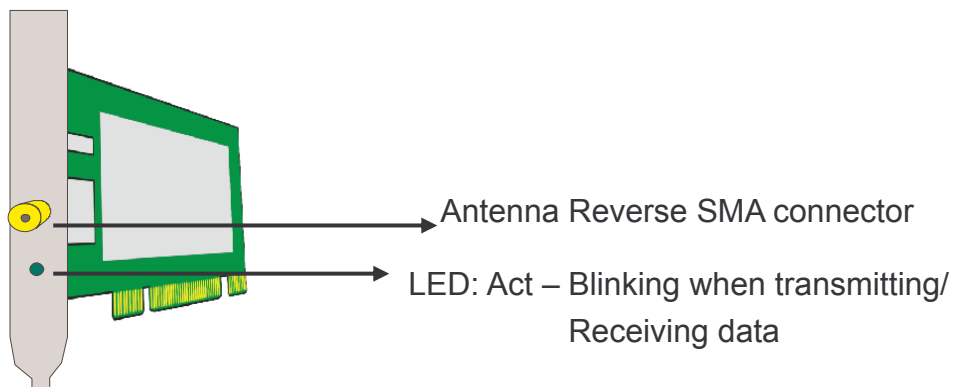 Antenna Reverse SMA connector
LED: Act – Blinking when transmitting/
Receiving data